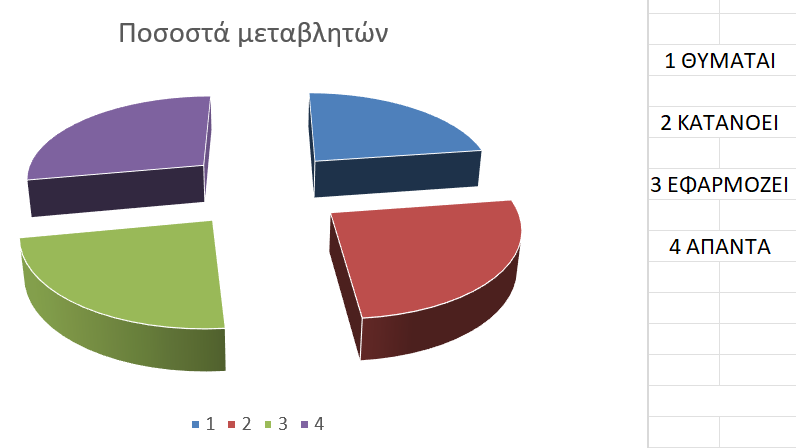 Ποσοστά μεταβλητών
1 ΘΥΜΑΤΑΙ
2 ΚΑΤΑΝΟΕΙ
3 ΕΦΑΡΜΟΖΕΙ
4 ΑΠΑΝΤΑ
1 2 3 4